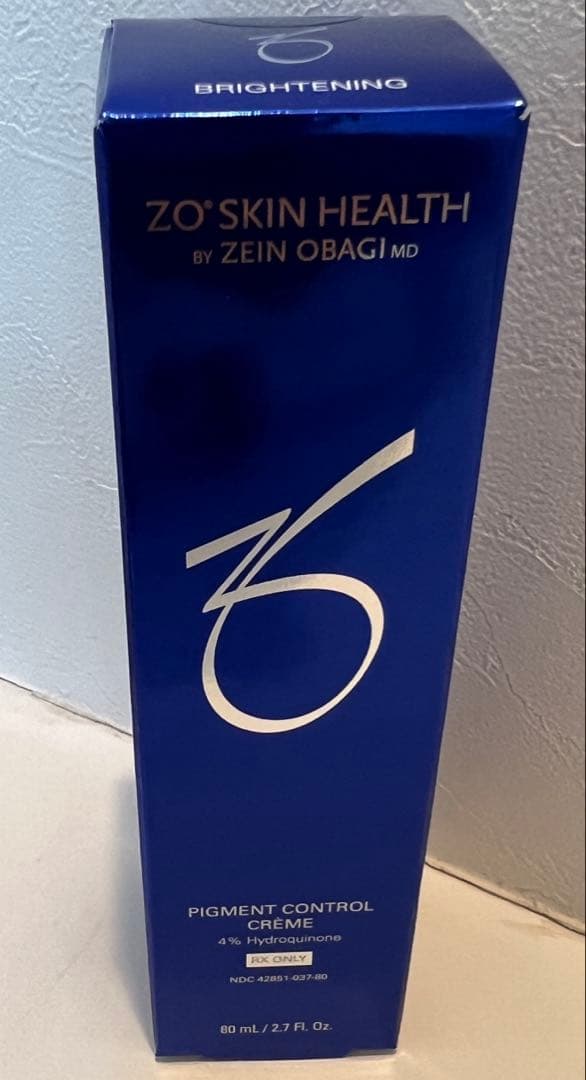 BRIGHTENING
ZO® SKIN HEALTH
BY ZEIN OBAGI MD
PIGMENT CONTROL
CRÈME
4% Hydroquinone
RX ONLY
NDC 42851-037-80
80 mL / 2.7 Fl. Oz.